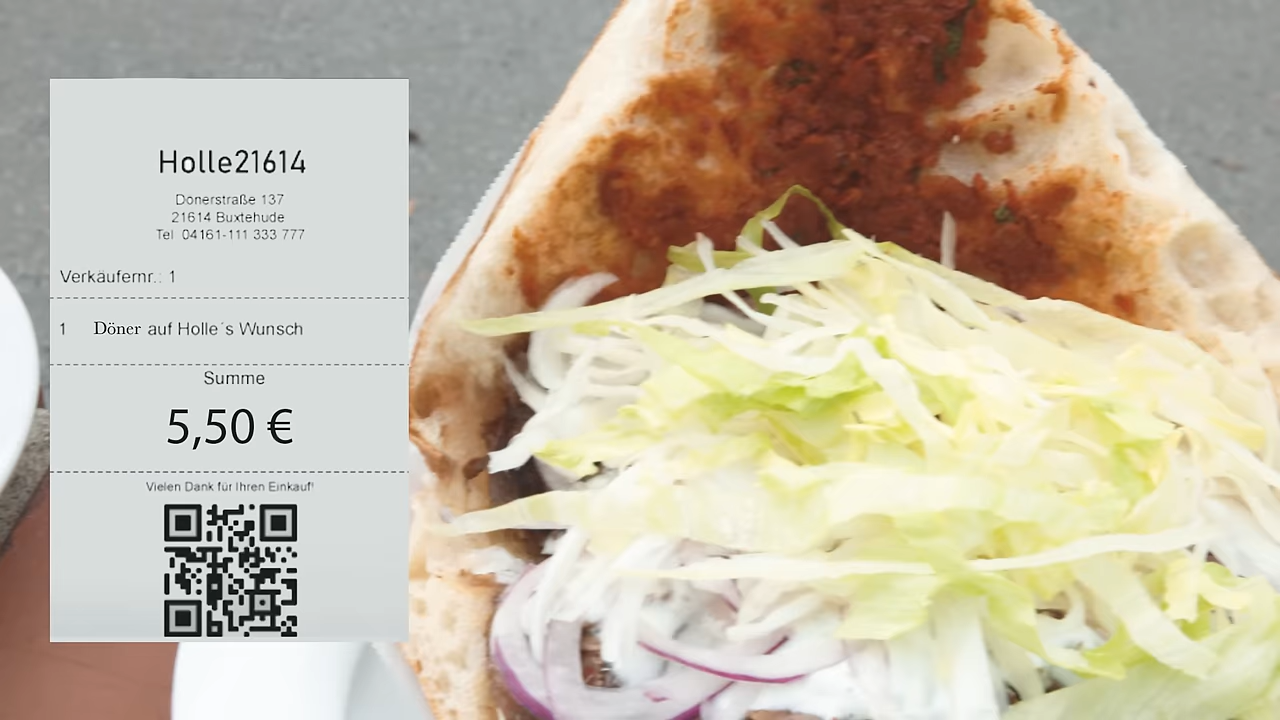 Holle21614
Dönerstraße 137
21614 Buxtehude
Tel 04161-111 333 777
Verkäufernr.: 1
1 Döner auf Holle´s Wunsch
Summe
5,50 €
Vielen Dank für Ihren Einkauf!